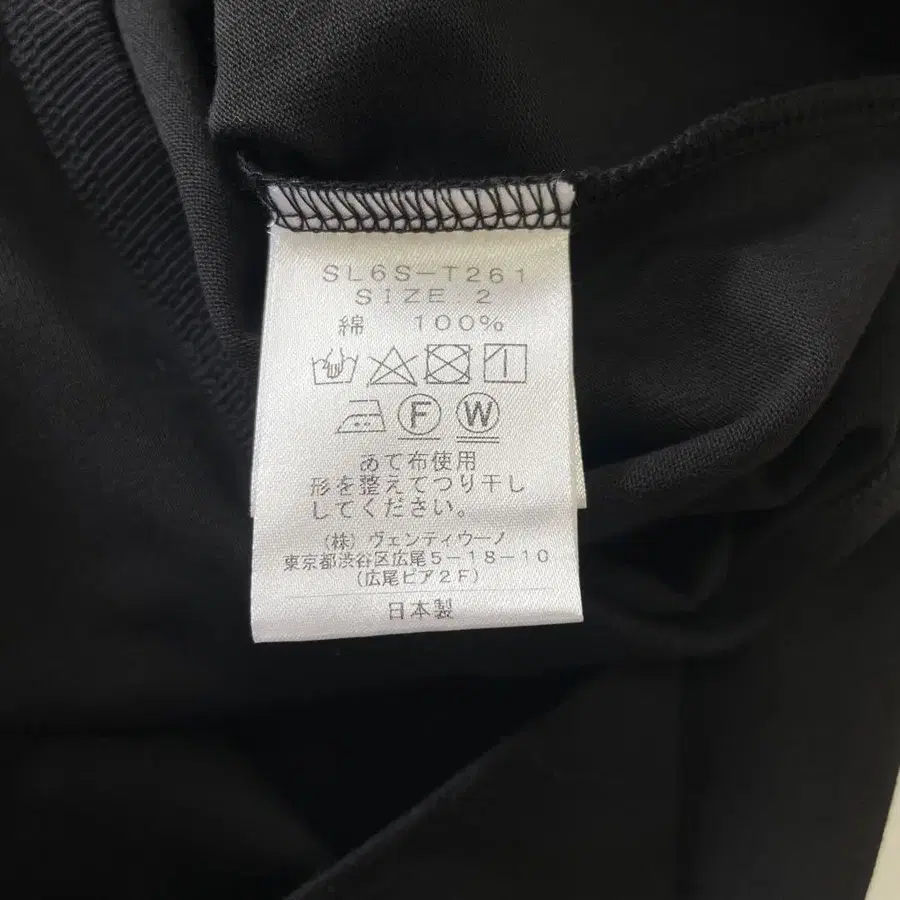 SL6S-T261
SIZE.2
綿 100%
F W
あて布使用
形を整えてつり干し
してください。
(株)ヴェンティウーノ
東京都渋谷区広尾5-18-10
(広尾ピア2F)
日本製